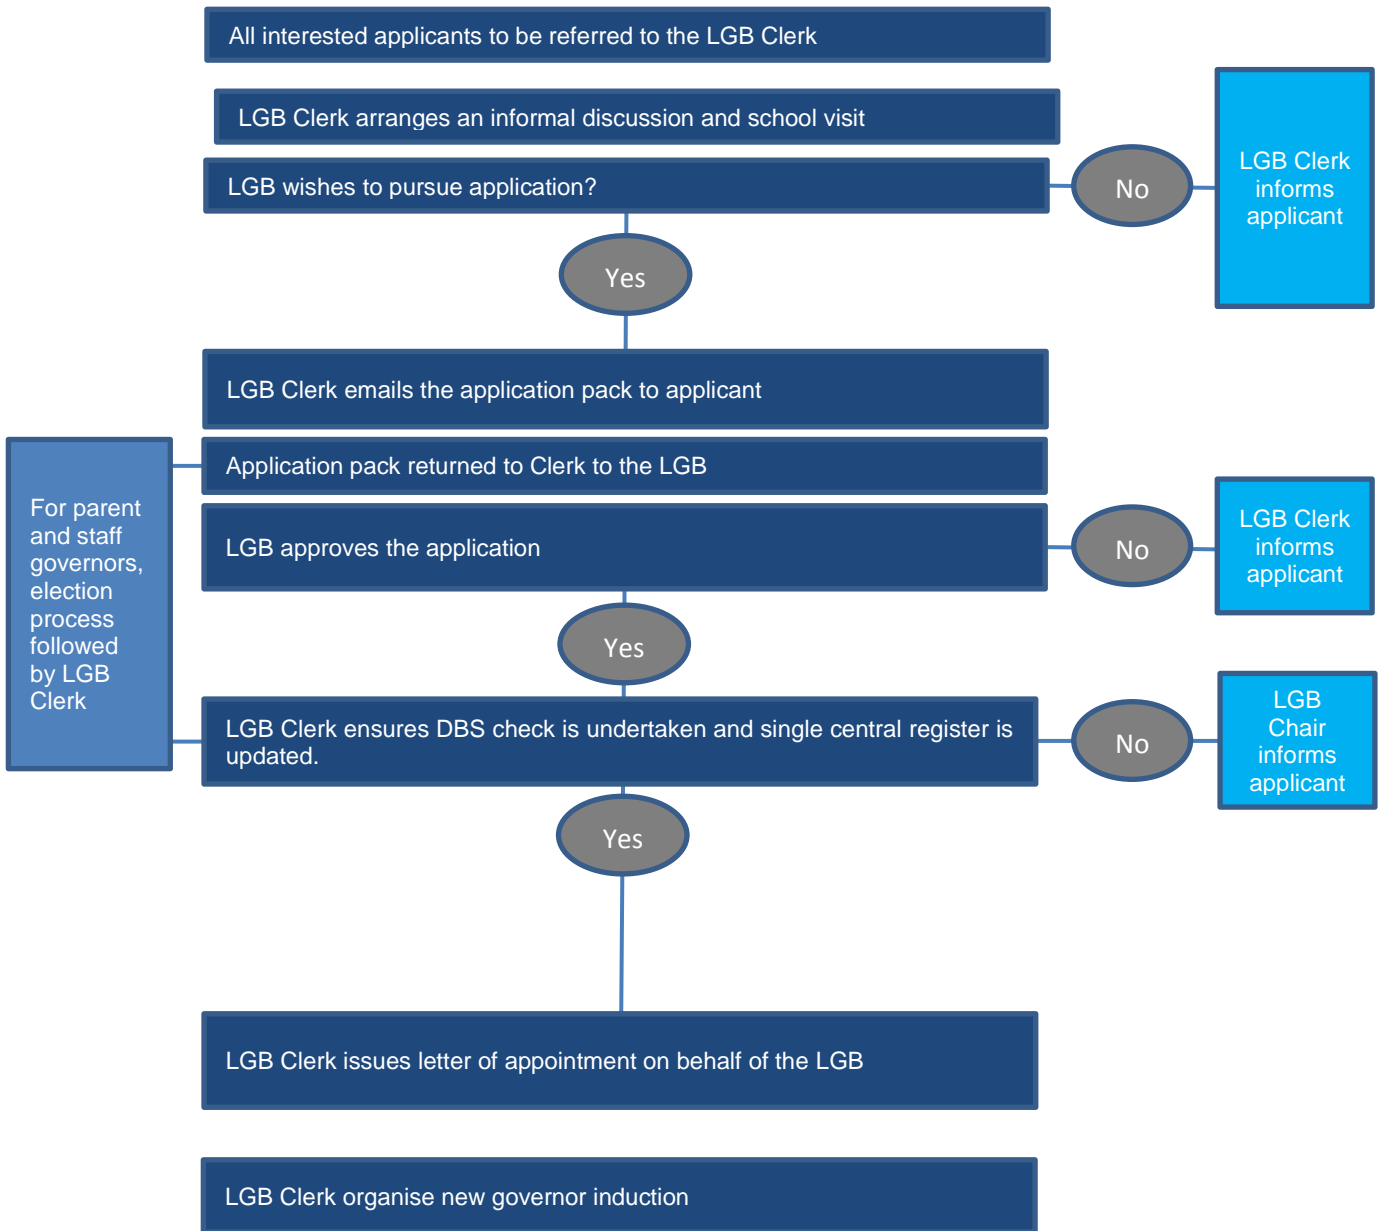 All interested applicants to be referred to the LGB Clerk
LGB Clerk arranges an informal discussion and school visit
LGB wishes to pursue application?
No
LGB Clerk
informs
applicant
Yes
LGB Clerk emails the application pack to applicant
Application pack returned to Clerk to the LGB
For parent
and staff
governors,
election
process
followed
by LGB
Clerk
LGB approves the application
No
LGB Clerk
informs
applicant
Yes
LGB Clerk ensures DBS check is undertaken and single central register is
updated.
No
LGB
Chair
informs
applicant
Yes
LGB Clerk issues letter of appointment on behalf of the LGB
LGB Clerk organise new governor induction